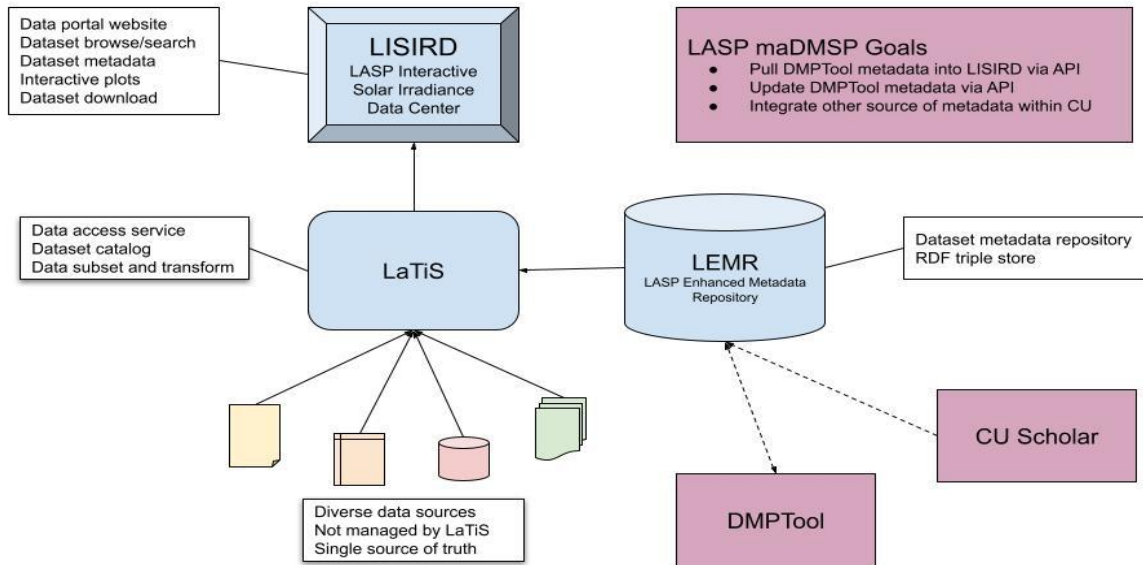 Data portal website
Dataset browse/search
Dataset metadata
Interactive plots
Dataset download
LISIRD
LASP Interactive
Solar Irradiance
Data Center
LASP maDMSP Goals
● Pull DMPTool metadata into LISIRD via API
● Update DMPTool metadata via API
● Integrate other source of metadata within CU
Data access service
Dataset catalog
Data subset and transform
LaTiS
LEMR
LASP Enhanced Metadata
Repository
Dataset metadata repository
RDF triple store
CU Scholar
DMPTool
Diverse data sources
Not managed by LaTiS
Single source of truth